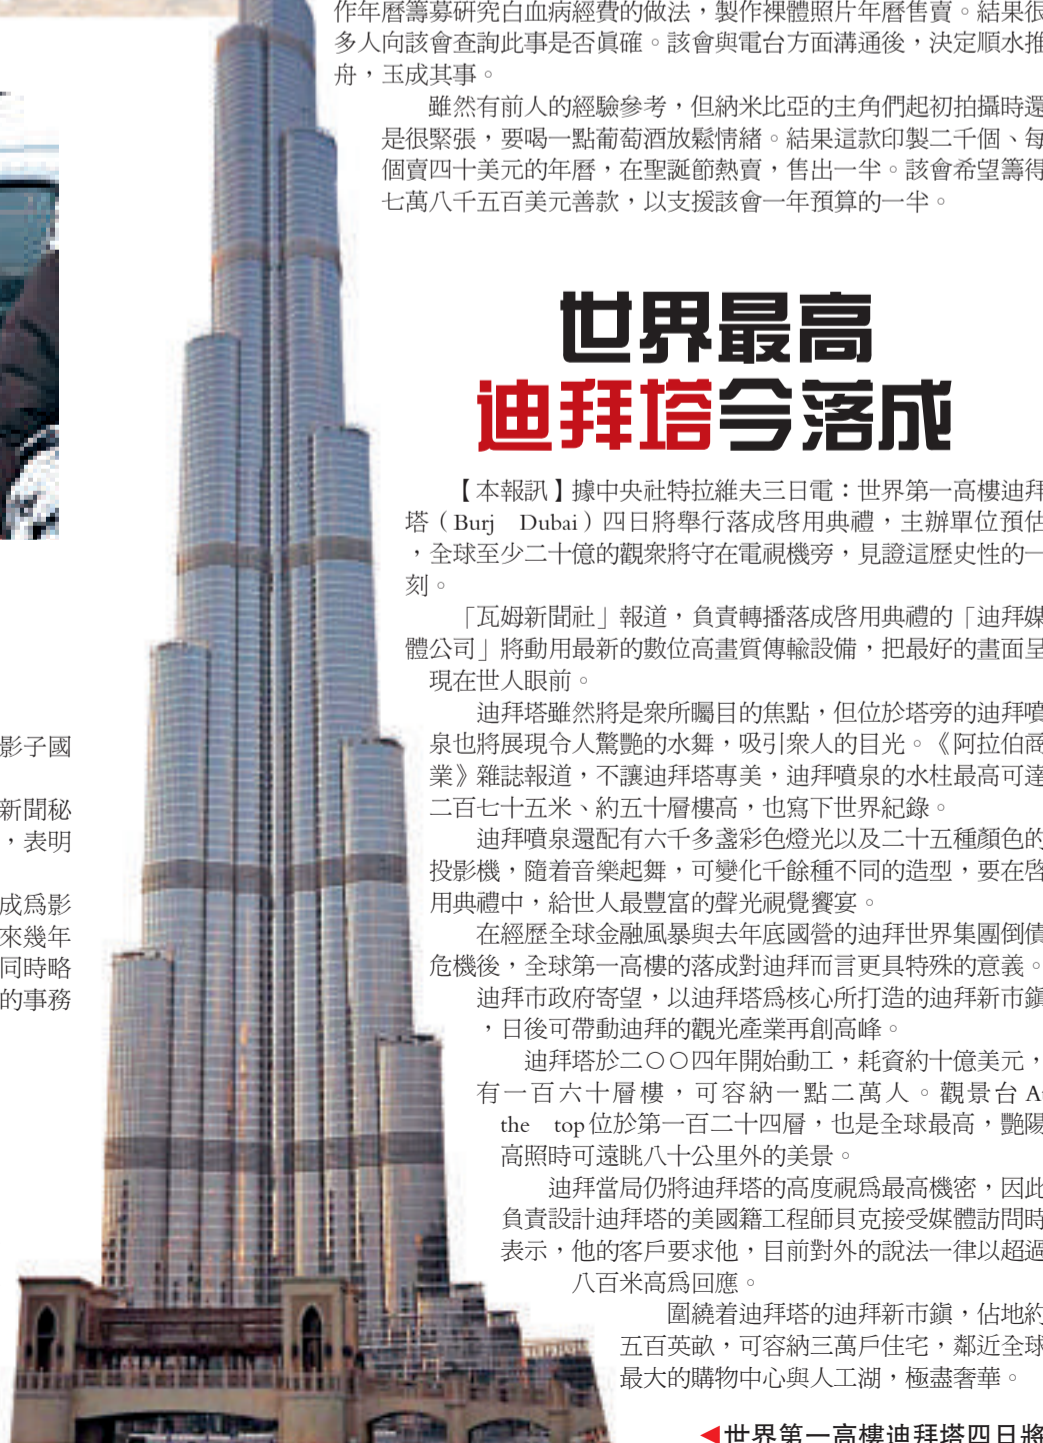 作年曆籌募研究白血病經費的做法，製作裸體照片年曆售賣。結果很
多人向該會查詢此事是否眞確。該會與電台方面溝通後，決定順水推
舟，玉成其事。
雖然有前人的經驗參考，但納米比亞的主角們起初拍攝時還
是很緊張，要喝一點葡萄酒放鬆情緒。結果這款印製二千個、每
個賣四十美元的年曆，在聖誕節熱賣，售出一半。該會希望籌得
七萬八千五百美元善款，以支援該會一年預算的一半。
世界最高
迪拜塔今落成
【本報訊】據中央社特拉維夫三日電：世界第一高樓迪拜
塔（Burj Dubai）四日將舉行落成啓用典禮，主辦單位預估
，全球至少二十億的觀衆將守在電視機旁，見證這歷史性的一
刻。
「瓦姆新聞社」報道，負責轉播落成啓用典禮的「迪拜媒
體公司」將動用最新的數位高畫質傳輸設備，把最好的畫面呈
現在世人眼前。
迪拜塔雖然將是衆所矚目的焦點，但位於塔旁的迪拜噴
泉也將展現令人驚艷的水舞，吸引衆人的目光。《阿拉伯商
業》雜誌報道，不讓迪拜塔專美，迪拜噴泉的水柱最高可達
二百七十五米、約五十層樓高，也寫下世界紀錄。
迪拜噴泉還配有六千多盞彩色燈光以及二十五種顏色的
投影機，隨着音樂起舞，可變化千餘種不同的造型，要在啓
用典禮中，給世人最豐富的聲光視覺饗宴。
在經歷全球金融風暴與去年底國營的迪拜世界集團倒債
危機後，全球第一高樓的落成對迪拜而言更具特殊的意義。
迪拜市政府寄望，以迪拜塔爲核心所打造的迪拜新市鎭
，日後可帶動迪拜的觀光產業再創高峰。
迪拜塔於二〇〇四年開始動工，耗資約十億美元，
有一百六十層樓，可容納一點二萬人。觀景台
the top位於第一百二十四層，也是全球最高，艷陽
高照時可遠眺八十公里外的美景。
迪拜當局仍將迪拜塔的高度視爲最高機密，因此
負責設計迪拜塔的美國籍工程師貝克接受媒體訪問時
表示，他的客戶要求他，目前對外的說法一律以超過
八百米高爲回應。
圍繞着迪拜塔的迪拜新市鎭，佔地約
五百英畝，可容納三萬戶住宅，鄰近全球
最大的購物中心與人工湖，極盡奢華。
◀世界第一高樓迪拜塔四日將
影子國
新聞秘
，表明
成爲影
來幾年
同時略
的事務